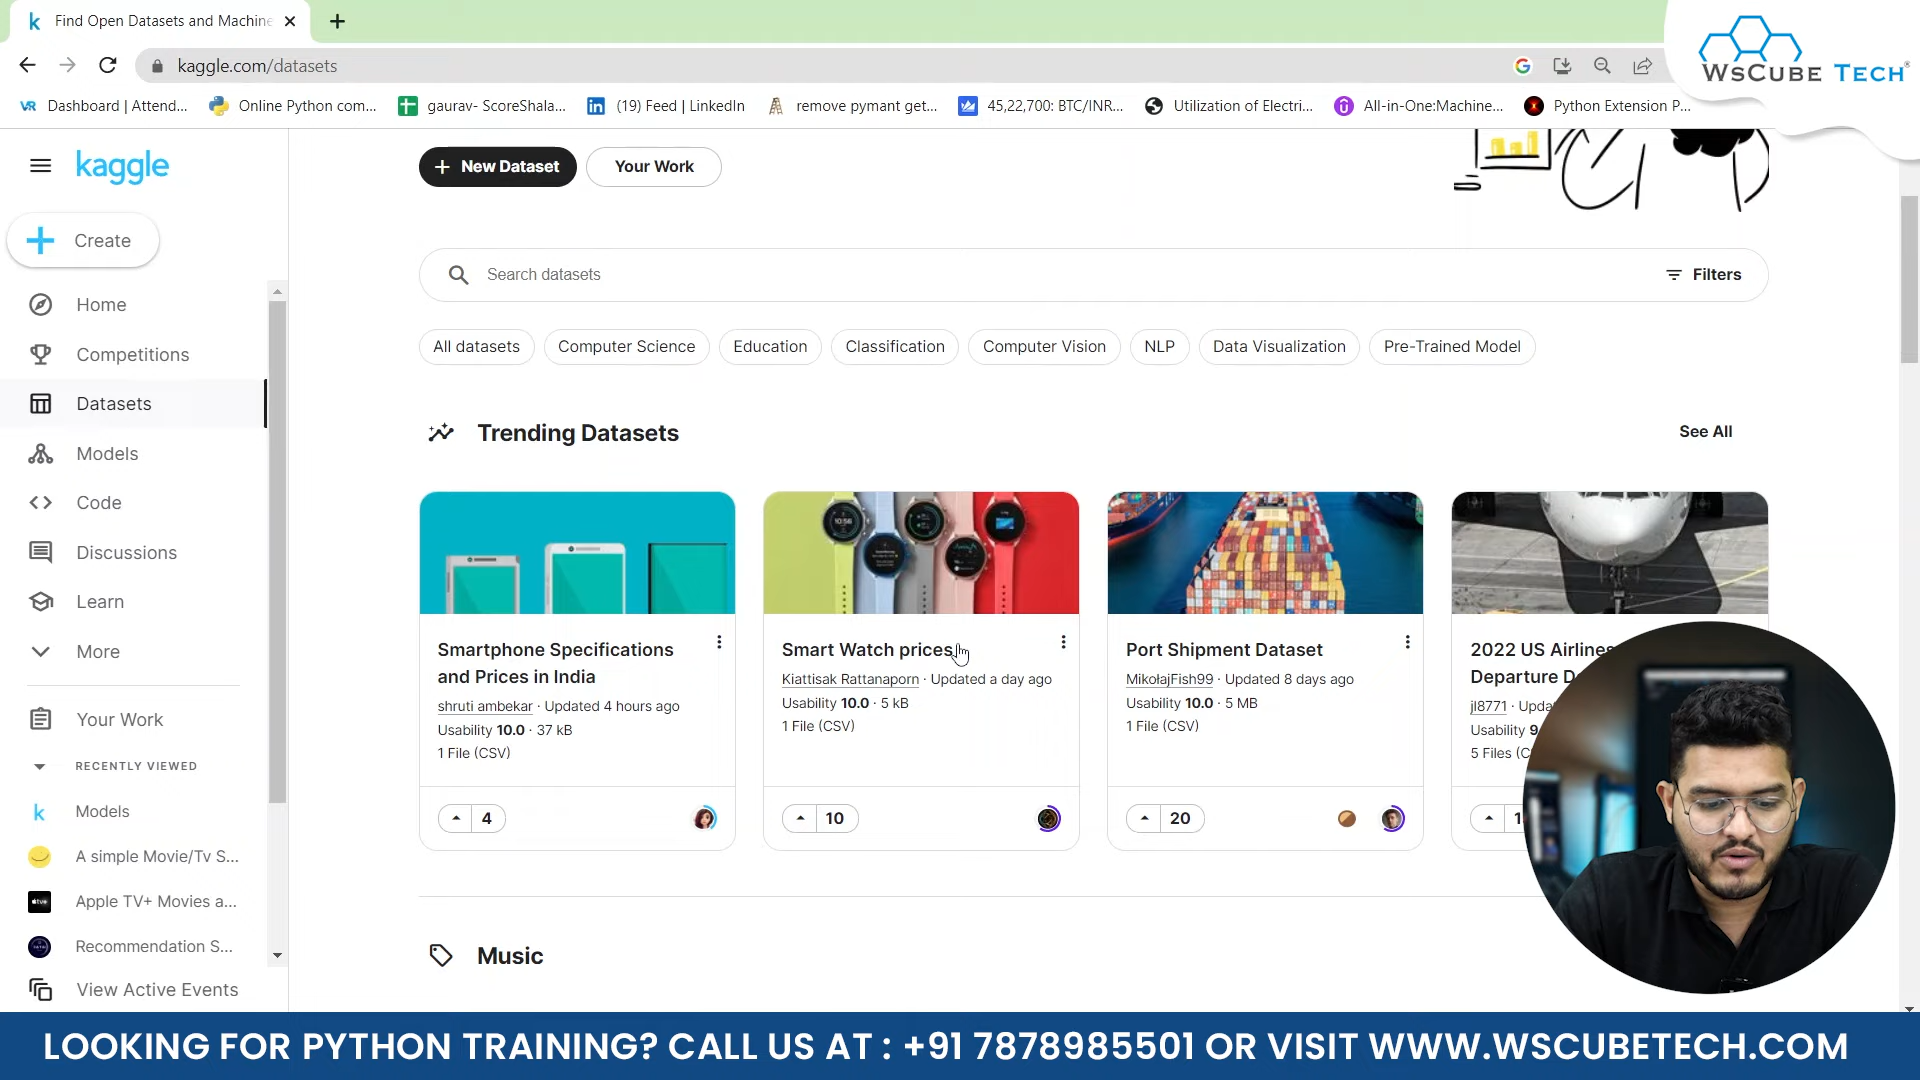 Find Open Datasets and Machine
kaggle.com/datasets
WsCube Tech®
Dashboard | Attend...
Online Python com...
gaurav- ScoreShala...
(19) Feed | LinkedIn
remove pymant get...
45,22,700: BTC/INR...
Utilization of Electri...
All-in-One:Machine...
Python Extension P...
kaggle
Create
Home
Competitions
Datasets
Models
Code
Discussions
Learn
More
Your Work
RECENTLY VIEWED
Models
A simple Movie/Tv S...
Apple TV+ Movies a...
Recommendation S...
View Active Events
New Dataset
Your Work
Search datasets
Filters
All datasets
Computer Science
Education
Classification
Computer Vision
NLP
Data Visualization
Pre-Trained Model
Trending Datasets
See All
Smartphone Specifications
and Prices in India
shruti ambekar · Updated 4 hours ago
Usability 10.0 · 37 kB
1 File (CSV)
4
Smart Watch prices
Kiattisak Rattanaporn · Updated a day ago
Usability 10.0 · 5 kB
1 File (CSV)
10
Port Shipment Dataset
MikołajFish99 · Updated 8 days ago
Usability 10.0 · 5 MB
1 File (CSV)
20
2022 US Airlines
Departure
jl8771
Usability
5 Files
Music
LOOKING FOR PYTHON TRAINING? CALL US AT : +91 7878985501 OR VISIT WWW.WSCUBETECH.COM